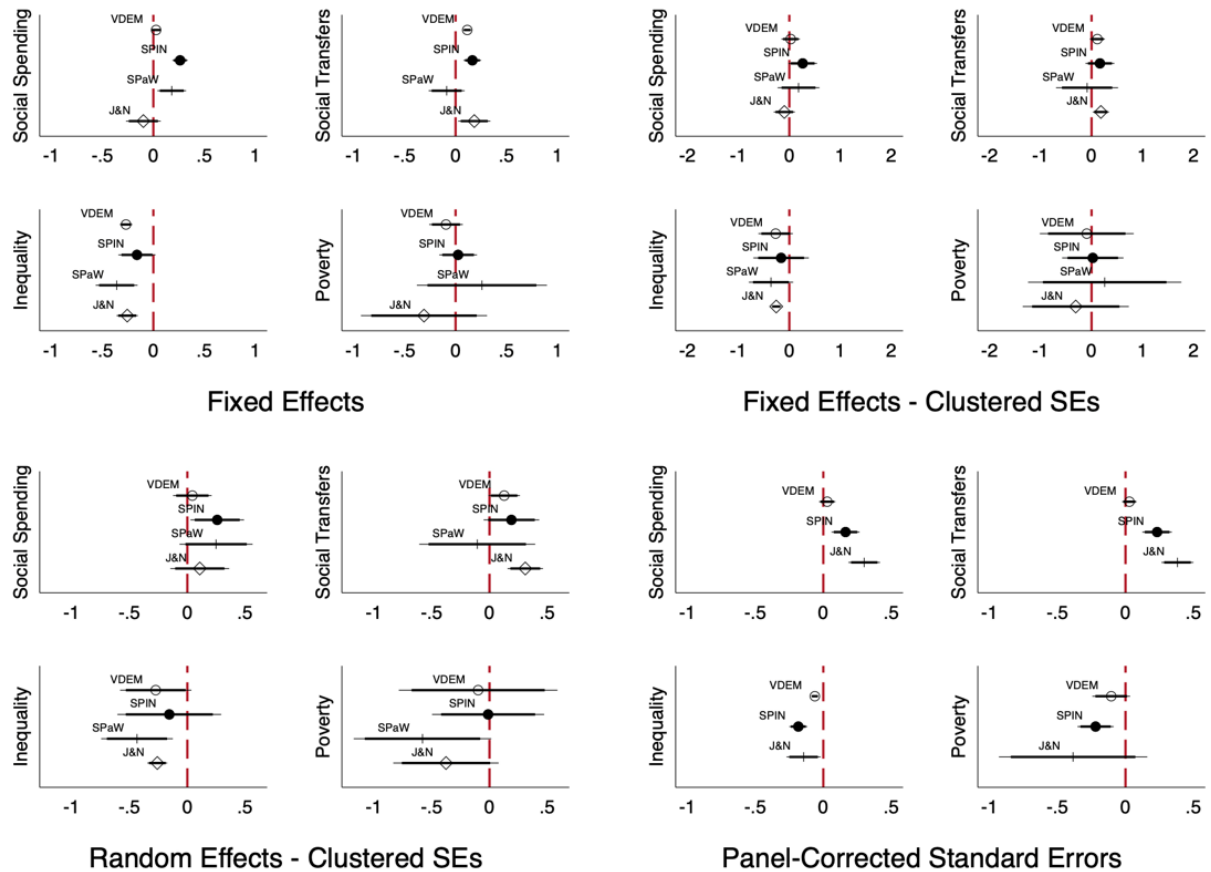 Social Spending
VDEM
SPIN
SPaW
J&N
-1 -.5 0 .5 1
Social Transfers
VDEM
SPIN
SPaW
J&N
-1 -.5 0 .5 1
Inequality
VDEM
SPIN
SPaW
J&N
-1 -.5 0 .5 1
Poverty
VDEM
SPIN
SPaW
J&N
-1 -.5 0 .5 1
Fixed Effects
Social Spending
VDEM
SPIN
SPaW
J&N
-2 -1 0 1 2
Social Transfers
VDEM
SPIN
SPaW
J&N
-2 -1 0 1 2
Inequality
VDEM
SPIN
SPaW
J&N
-2 -1 0 1 2
Poverty
VDEM
SPIN
SPaW
J&N
-2 -1 0 1 2
Fixed Effects - Clustered SEs
Social Spending
VDEM
SPIN
SPaW
J&N
-1 -.5 0 .5
Social Transfers
VDEM
SPIN
SPaW
J&N
-1 -.5 0 .5
Inequality
VDEM
SPIN
SPaW
J&N
-1 -.5 0 .5
Poverty
VDEM
SPIN
SPaW
J&N
-1 -.5 0 .5
Random Effects - Clustered SEs
Social Spending
VDEM
SPIN
J&N
-1 -.5 0 .5
Social Transfers
VDEM
SPIN
J&N
-1 -.5 0 .5
Inequality
VDEM
SPIN
J&N
-1 -.5 0 .5
Poverty
VDEM
SPIN
J&N
-1 -.5 0 .5
Panel-Corrected Standard Errors